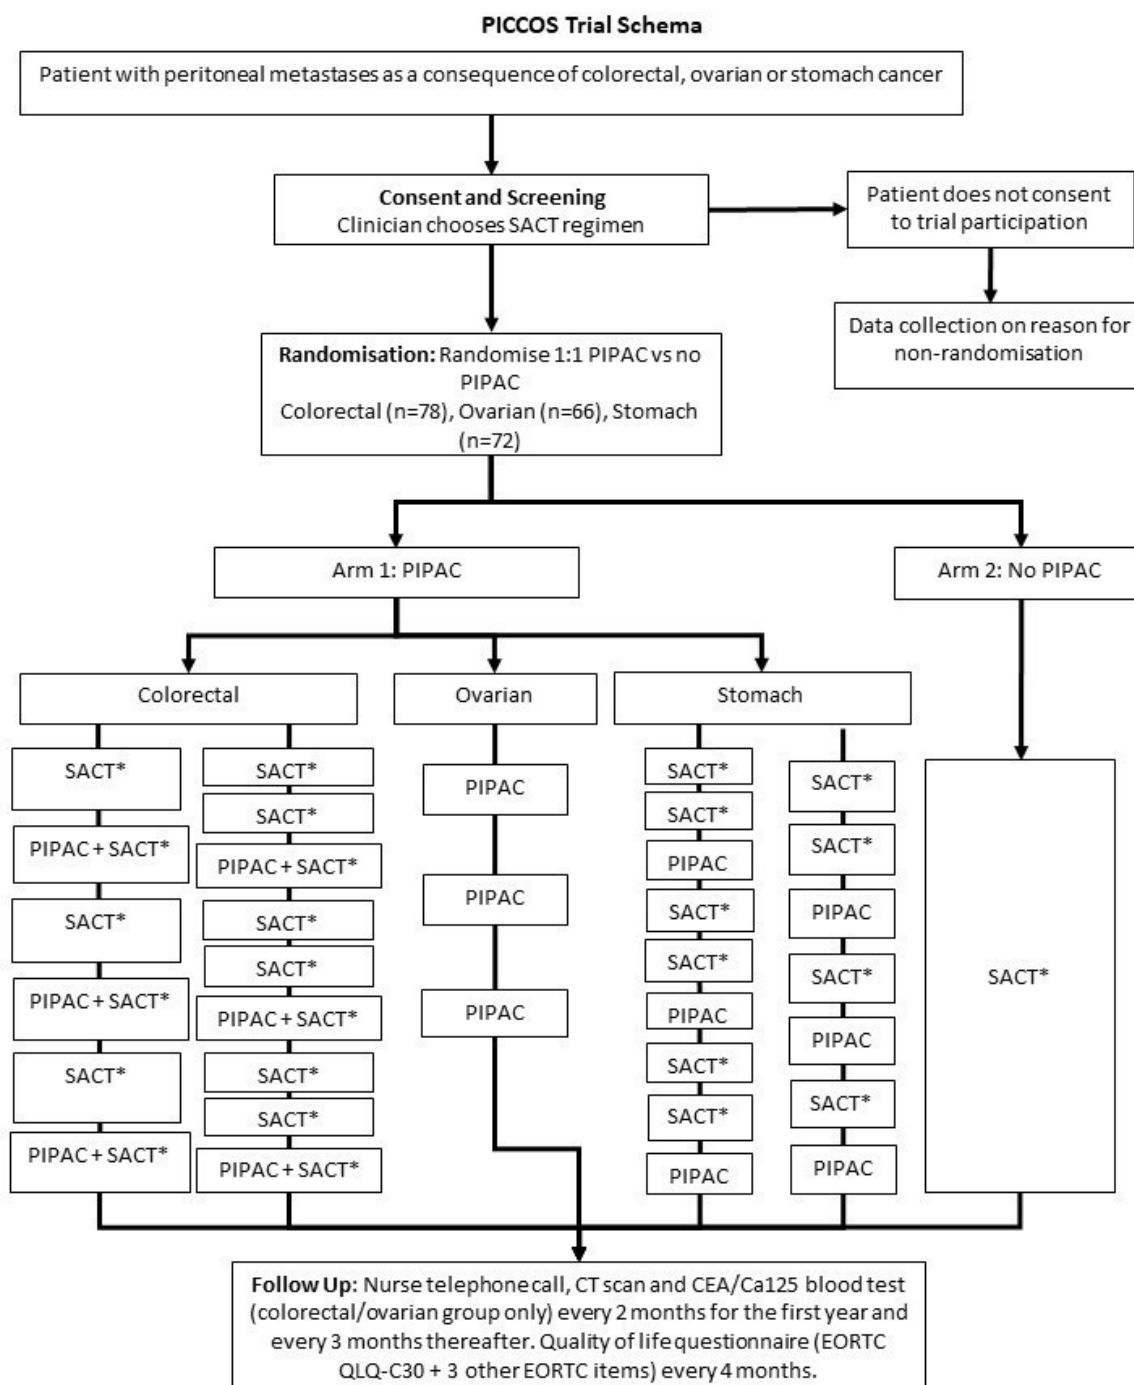 PICCOS Trial Schema
Patient with peritoneal metastases as a consequence of colorectal, ovarian or stomach cancer
Consent and Screening
Clinician chooses SACT regimen
Patient does not consent
to trial participation
Data collection on reason for
non-randomisation
Randomisation: Randomise 1:1 PIPAC vs no
PIPAC
Colorectal (n=78), Ovarian (n=66), Stomach
(n=72)
Arm 1: PIPAC
Arm 2: No PIPAC
Colorectal
SACT*
PIPAC + SACT*
SACT*
PIPAC + SACT*
SACT*
PIPAC + SACT*
SACT*
SACT*
PIPAC + SACT*
SACT*
SACT*
PIPAC + SACT*
SACT*
SACT*
PIPAC + SACT*
Ovarian
PIPAC
PIPAC
PIPAC
Stomach
SACT*
SACT*
PIPAC
SACT*
SACT*
PIPAC
SACT*
SACT*
PIPAC
SACT*
SACT*
PIPAC
SACT*
PIPAC
SACT*
PIPAC
SACT*
Follow Up: Nurse telephone call, CT scan and CEA/Ca125 blood test
(colorectal/ovarian group only) every 2 months for the first year and
every 3 months thereafter. Quality of life questionnaire (EORTC
QLQ-C30 + 3 other EORTC items) every 4 months.